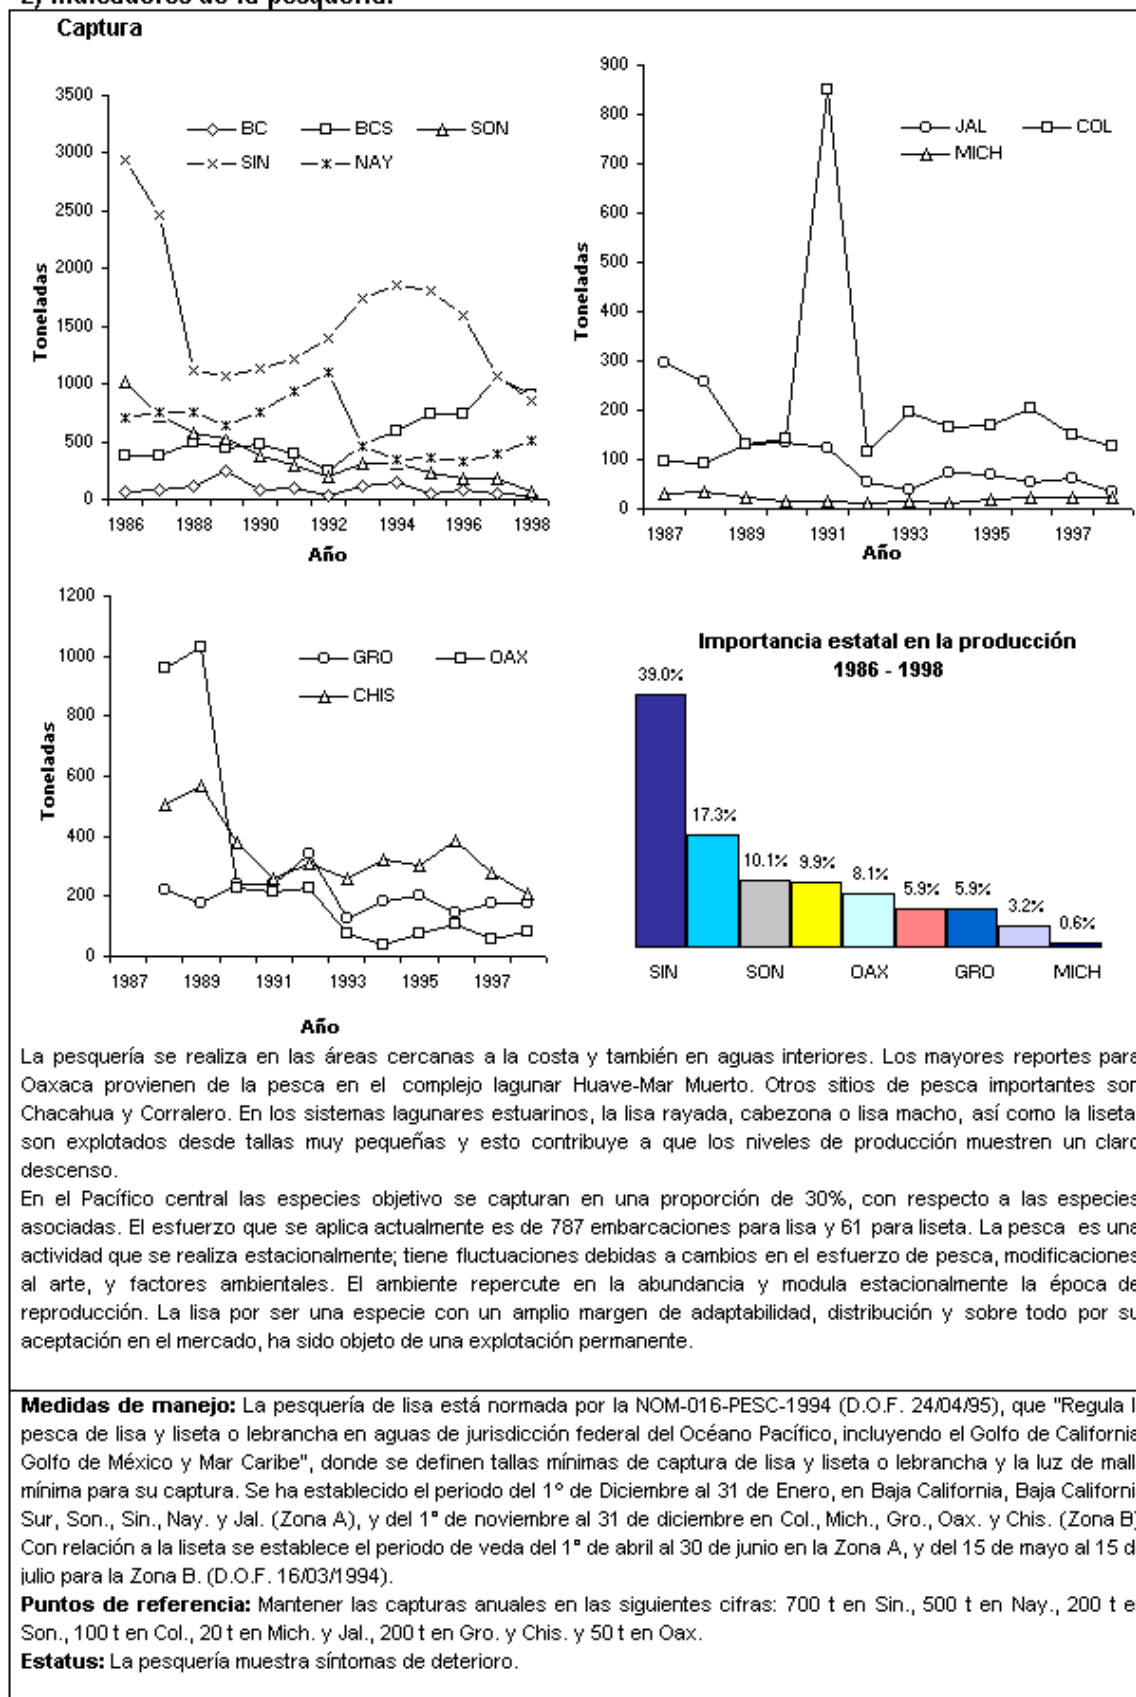 2) Indicadores de la pesquería:
Captura
3500
3000
2500
2000
1500
1000
500
0
Toneladas
BC BCS SON
SIN NAY
1986 1988 1990 1992 1994 1996 1998
Año
900
800
700
600
500
400
300
200
100
0
Toneladas
JAL COL
MICH
1987 1989 1991 1993 1995 1997
Año
1200
1000
800
600
400
200
0
Toneladas
GRO OAX
CHIS
1987 1989 1991 1993 1995 1997
Año
Importancia estatal en la producción
1986 - 1998
39.0%
17.3%
10.1%
9.9%
8.1%
5.9%
5.9%
3.2%
0.6%
SIN SON OAX GRO MICH
La pesquería se realiza en las áreas cercanas a la costa y también en aguas interiores. Los mayores reportes para
Oaxaca provienen de la pesca en el complejo lagunar Huave-Mar Muerto. Otros sitios de pesca importantes son
Chacahua y Corralero. En los sistemas lagunares estuarinos, la lisa rayada, cabezona o lisa macho, así como la liseta
son explotados desde tallas muy pequeñas y esto contribuye a que los niveles de producción muestren un claro
descenso.
En el Pacífico central las especies objetivo se capturan en una proporción de 30%, con respecto a las especies
asociadas. El esfuerzo que se aplica actualmente es de 787 embarcaciones para lisa y 61 para liseta. La pesca es una
actividad que se realiza estacionalmente; tiene fluctuaciones debidas a cambios en el esfuerzo de pesca, modificaciones
al arte, y factores ambientales. El ambiente repercute en la abundancia y modula estacionalmente la época de
reproducción. La lisa por ser una especie con un amplio margen de adaptabilidad, distribución y sobre todo por su
aceptación en el mercado, ha sido objeto de una explotación permanente.
Medidas de manejo: La pesquería de lisa está normada por la NOM-016-PESC-1994 (D.O.F. 24/04/95), que "Regula l
pesca de lisa y liseta o lebrancha en aguas de jurisdicción federal del Océano Pacífico, incluyendo el Golfo de California
Golfo de México y Mar Caribe", donde se definen tallas mínimas de captura de lisa y liseta o lebrancha y la luz de mall
mínima para su captura. Se ha establecido el periodo del 1º de Diciembre al 31 de Enero, en Baja California, Baja Californi
Sur, Son., Sin., Nay. y Jal. (Zona A), y del 1° de noviembre al 31 de diciembre en Col., Mich., Gro., Oax. y Chis. (Zona B)
Con relación a la liseta se establece el periodo de veda del 1° de abril al 30 de junio en la Zona A, y del 15 de mayo al 15 d
julio para la Zona B. (D.O.F. 16/03/1994).
Puntos de referencia: Mantener las capturas anuales en las siguientes cifras: 700 t en Sin., 500 t en Nay., 200 t en
Son., 100 t en Col., 20 t en Mich. y Jal., 200 t en Gro. y Chis. y 50 t en Oax.
Estatus: La pesquería muestra síntomas de deterioro.